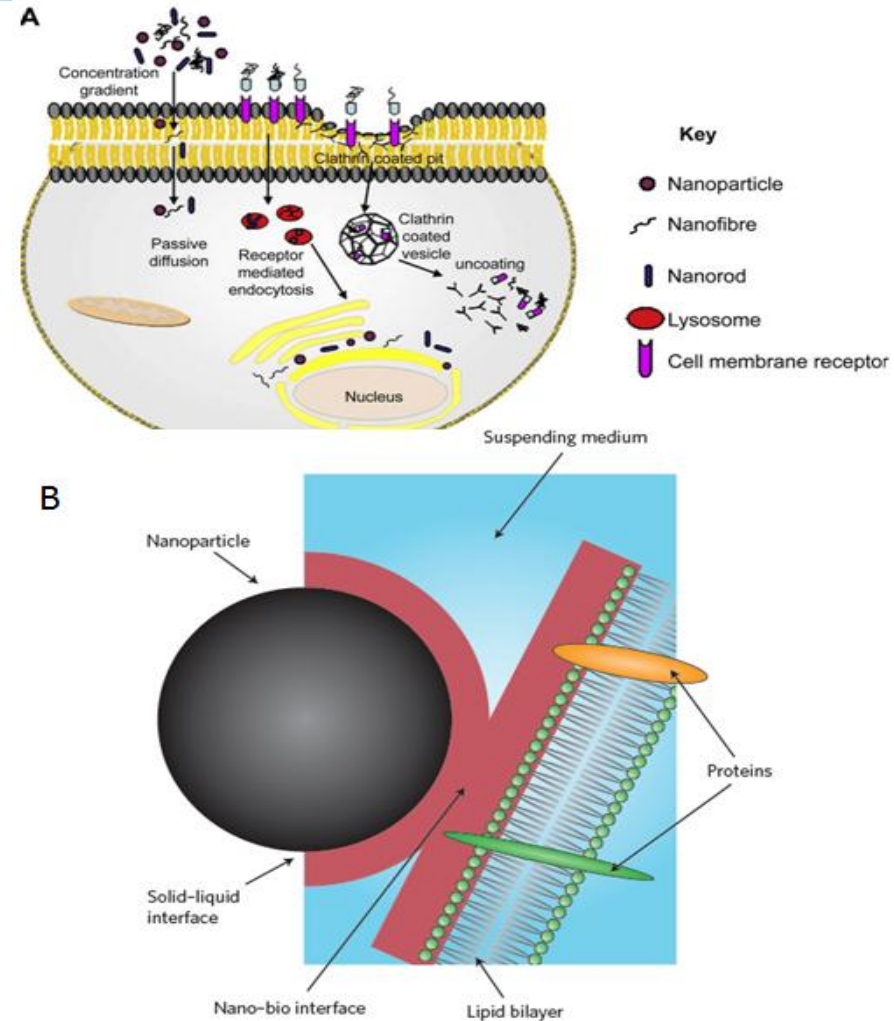 A
Concentration
gradient
Clathrin coated pit
Passive
diffusion
Receptor
mediated
endocytosis
Clathrin
coated
vesicle
uncoating
Nucleus
Key
Nanoparticle
Nanofibre
Nanorod
Lysosome
Cell membrane receptor
B
Suspending medium
Nanoparticle
Proteins
Solid–liquid
interface
Nano–bio interface
Lipid bilayer